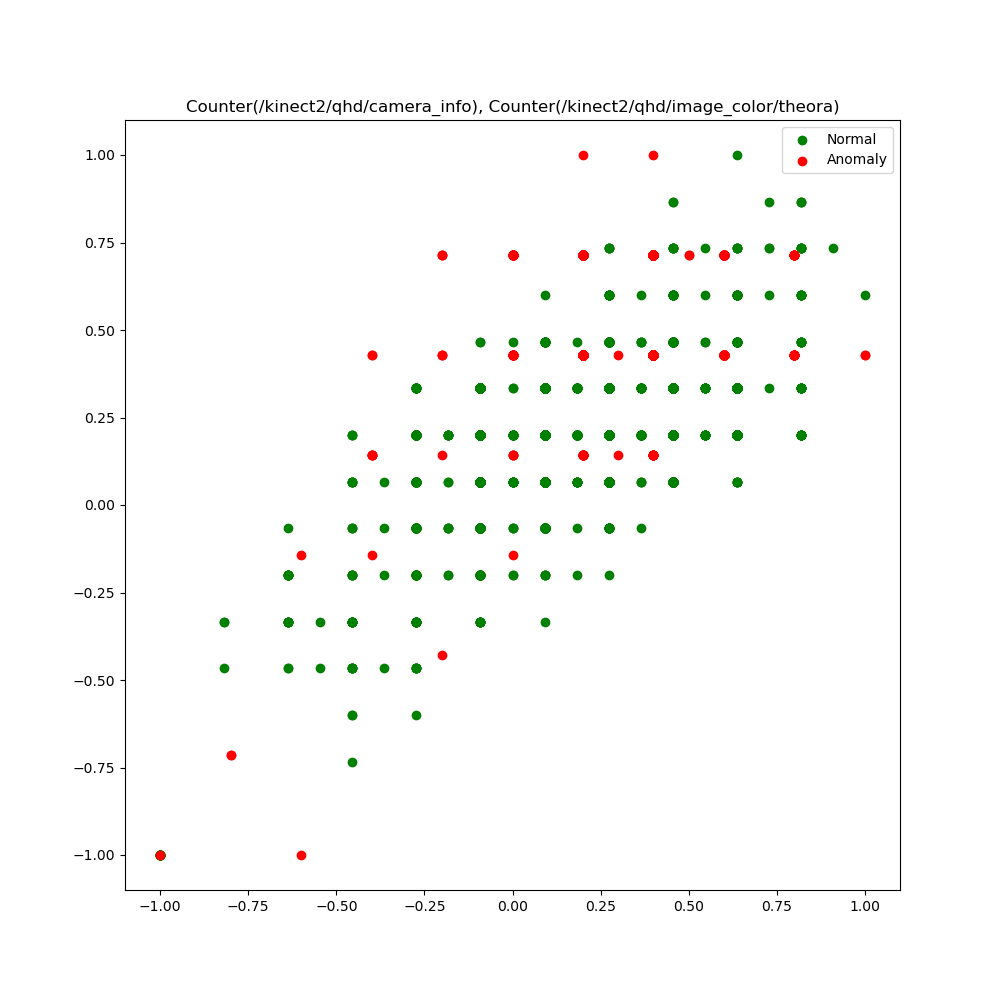 Counter(/kinect2/qhd/camera_info), Counter(/kinect2/qhd/image_color/theora)
Normal
Anomaly
1.00
0.75
0.50
0.25
0.00
−0.25
−0.50
−0.75
−1.00
−1.00 −0.75 −0.50 −0.25 0.00 0.25 0.50 0.75 1.00